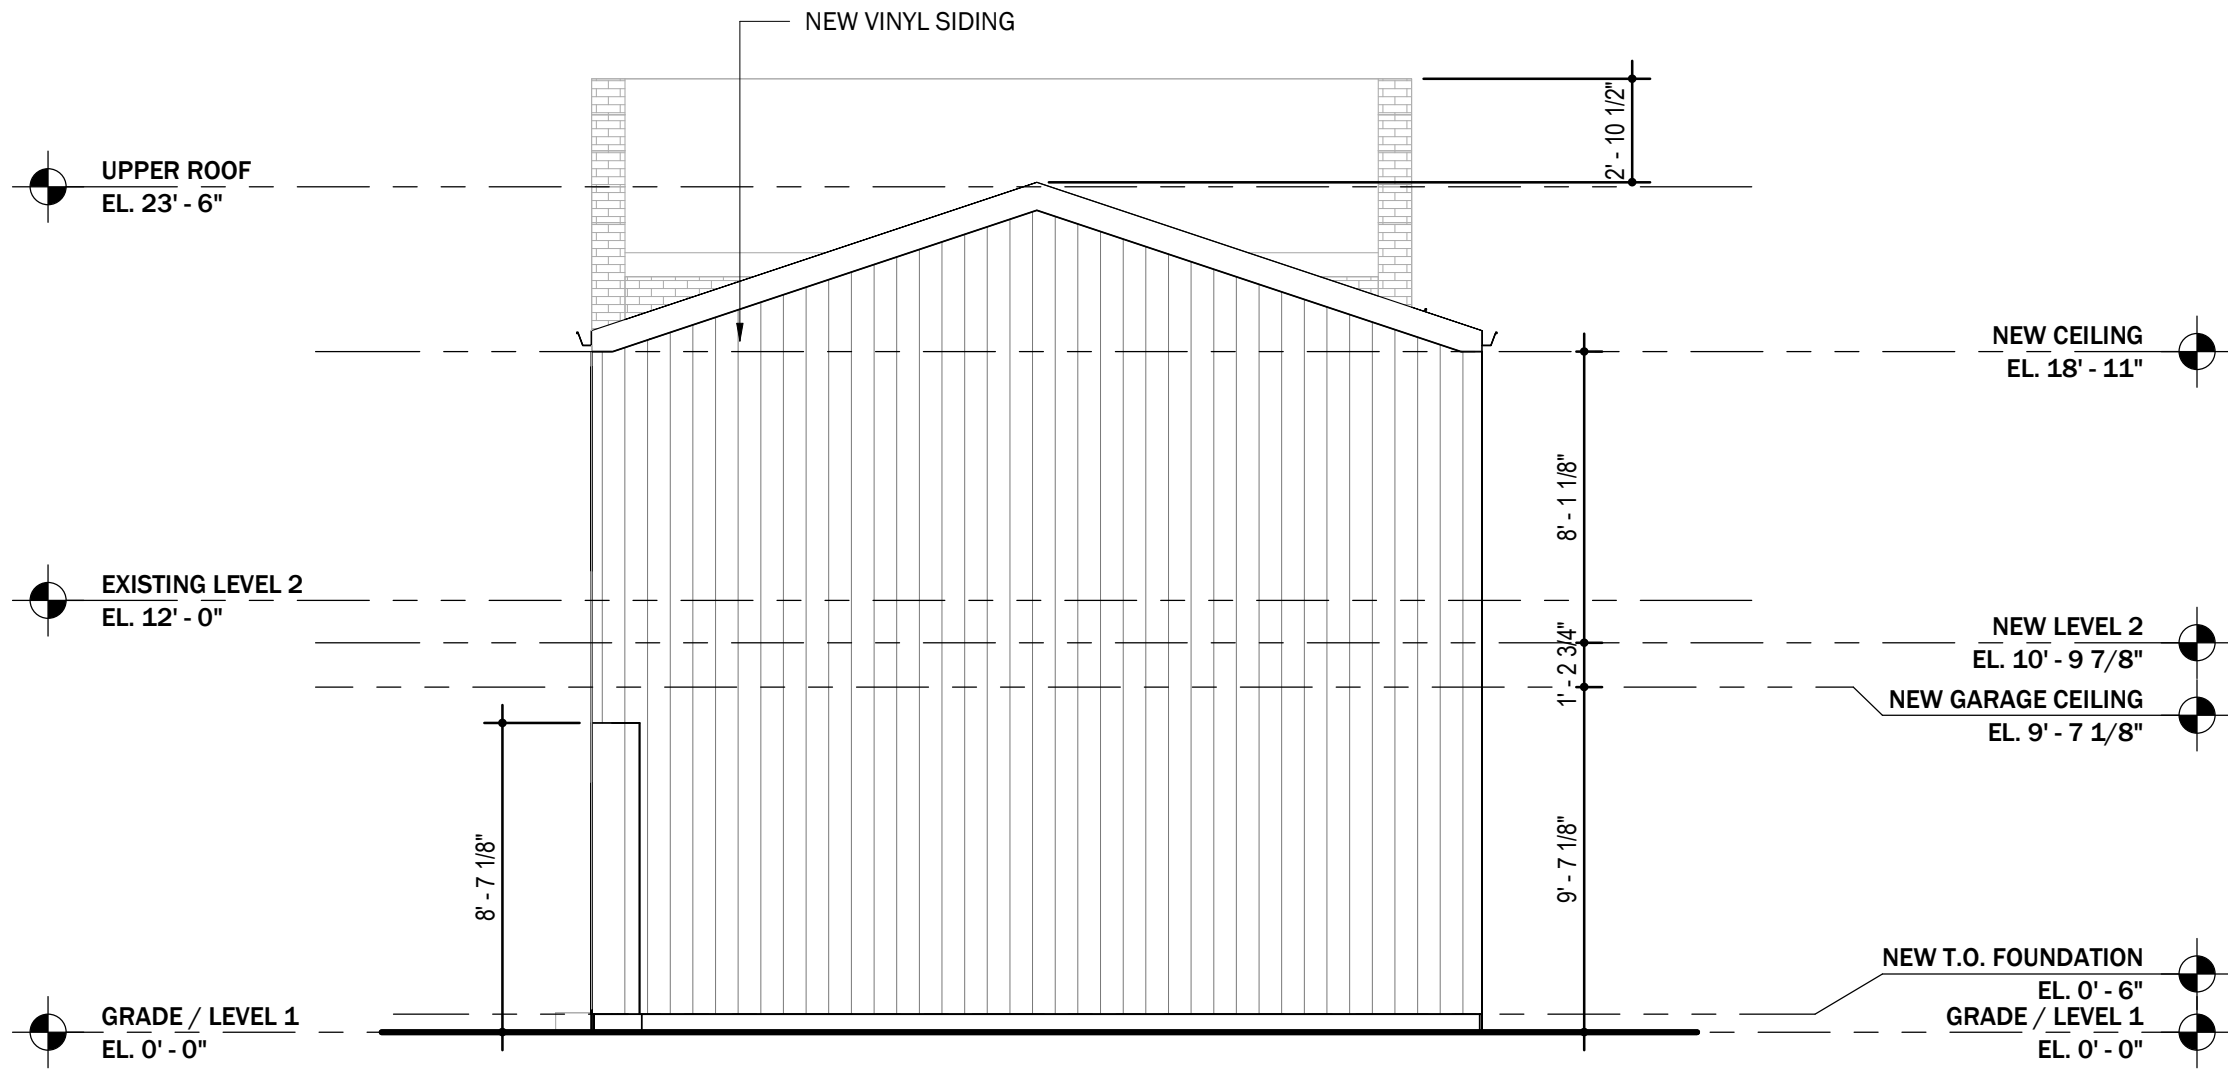 NEW VINYL SIDING
2' - 10 1/2"
UPPER ROOF
EL. 23' - 6"
NEW CEILING
EL. 18' - 11"
8' - 1 1/8"
EXISTING LEVEL 2
EL. 12' - 0"
NEW LEVEL 2
EL. 10' - 9 7/8"
1' - 2 3/4"
NEW GARAGE CEILING
EL. 9' - 7 1/8"
8' - 7 1/8"
9' - 7 1/8"
NEW T.O. FOUNDATION
EL. 0' - 6"
GRADE / LEVEL 1
EL. 0' - 0"
GRADE / LEVEL 1
EL. 0' - 0"